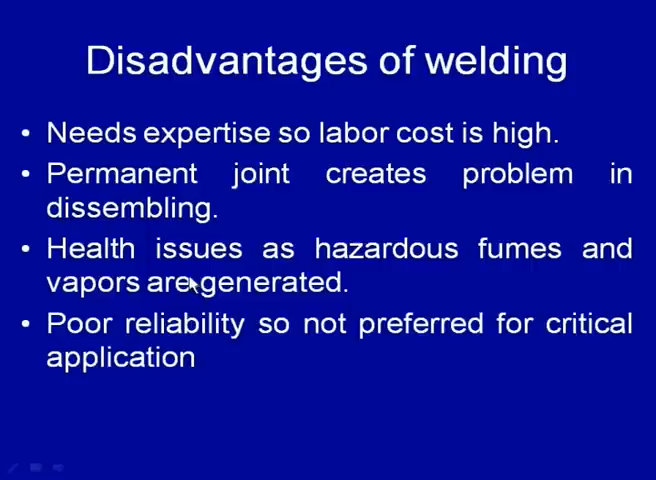 Disadvantages of welding
• Needs expertise so labor cost is high.
• Permanent joint creates problem in
dissembling.
• Health issues as hazardous fumes and
vapors are generated.
• Poor reliability so not preferred for critical
application